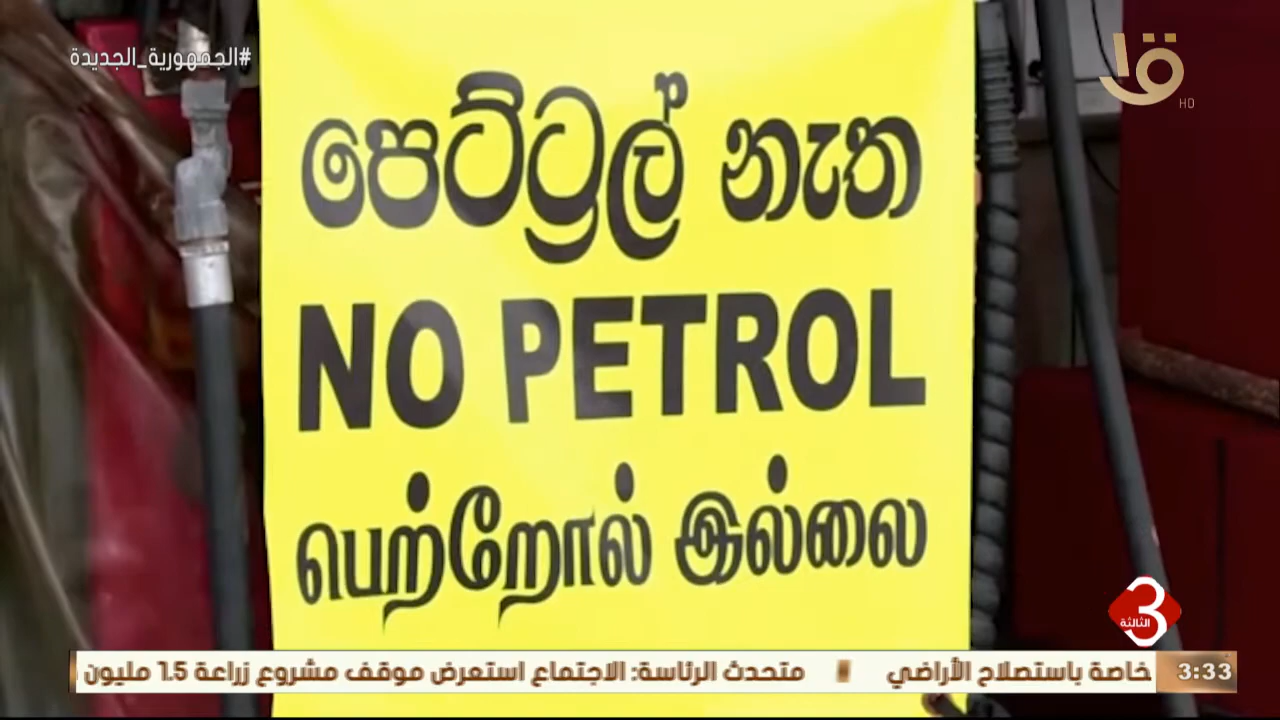 #الجمهورية_الجديدة
HD
පෙට්ට්‍රල් නැත
NO PETROL
பெற்றோல் இல்லை
3
الثالثة
خاصة باستصلاح الأراضي
متحدث الرئاسة: الاجتماع استعرض موقف مشروع زراعة 1.5 مليون
3:33